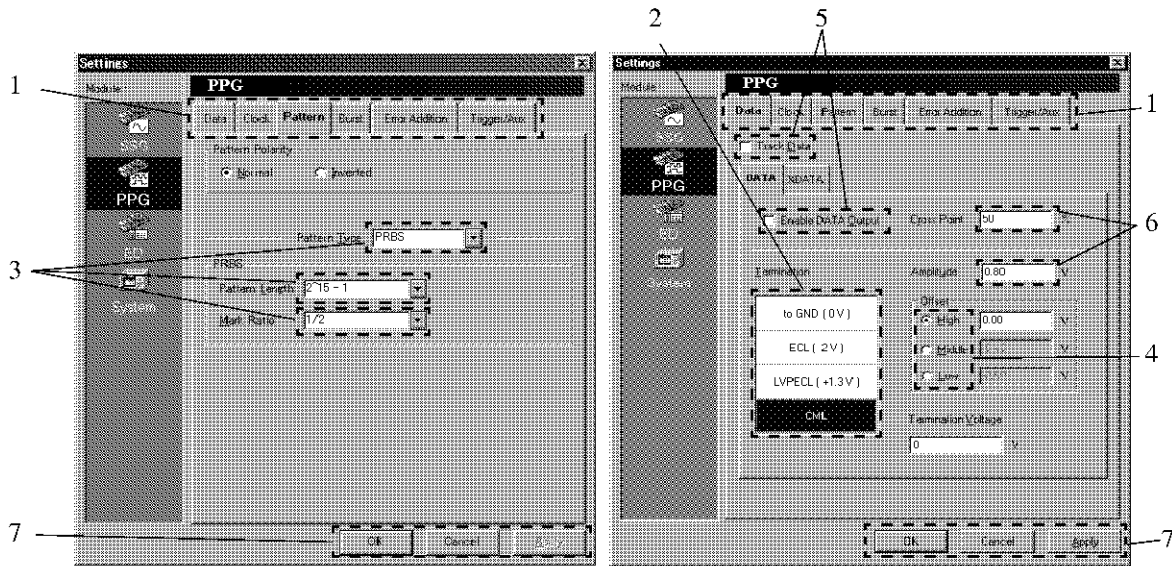 2
5
Settings
Module
PPG
1
Data Clock Pattern Burst Error Addition Trigger/Aux
Pattern Polarity
Normal Inverted
PPG
System
Pattern Type PRBS
PRBS
3
Pattern Length 2^15 - 1
Mark Ratio 1/2
7
OK Cancel Apply
Settings
Module
PPG
1
Data Clock Pattern Burst Error Addition Trigger/Aux
Track Data
DATA XDATA
PPG
System
Enable DATA Output Cross Point 50
6
Termination Amplitude 0.80 V
Offset
to GND ( 0 V ) High 0.00 V
ECL ( 2 V ) Middle V
4
LVPECL ( +1.3 V ) Low V
CML
Termination Voltage
0 V
OK Cancel Apply
7